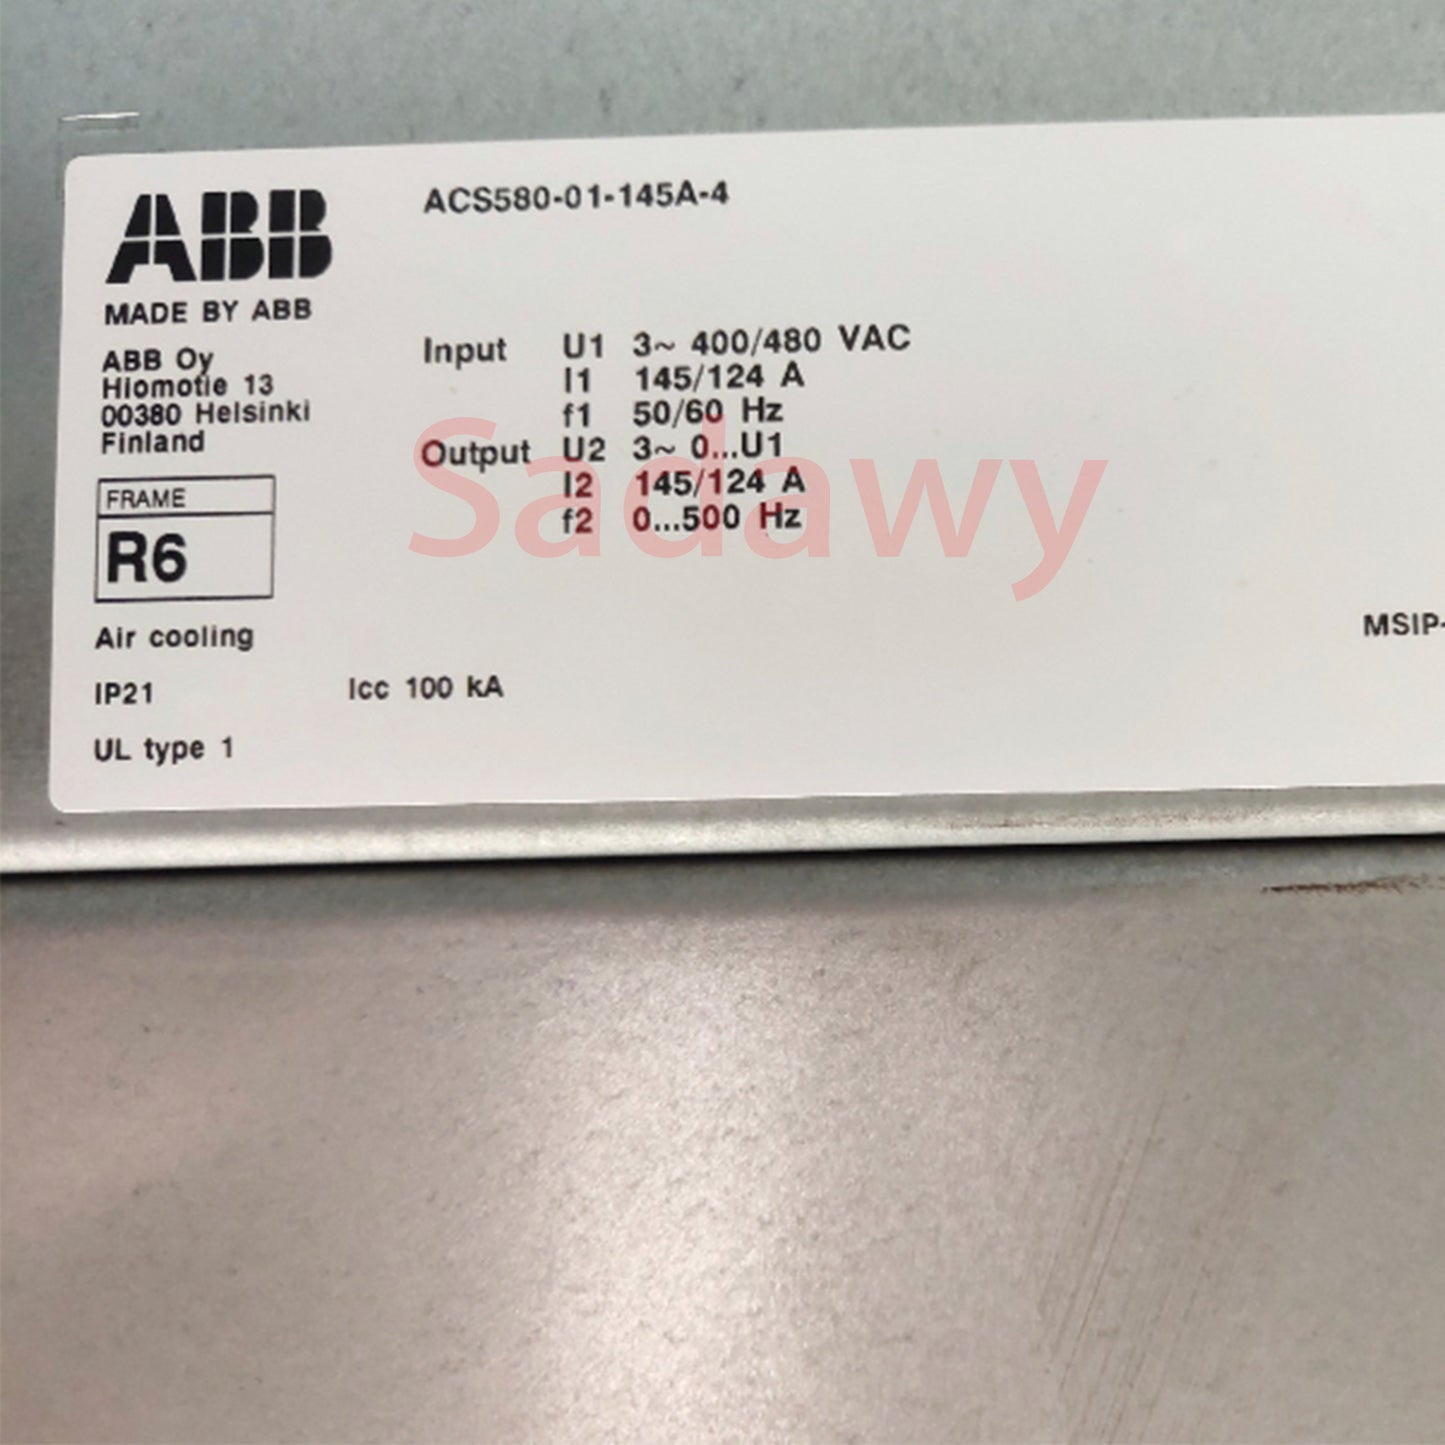 ABB
ACS580-01-145A-4
MADE BY ABB
ABB Oy
Hiomotie 13
00380 Helsinki
Finland
FRAME
R6
Air cooling
IP21
UL type 1
Input U1 3~ 400/480 VAC
I1 145/124 A
f1 50/60 Hz
Output U2 3~ 0...U1
I2 145/124 A
f2 0...500 Hz
Icc 100 kA
MSIP-
Sadawy